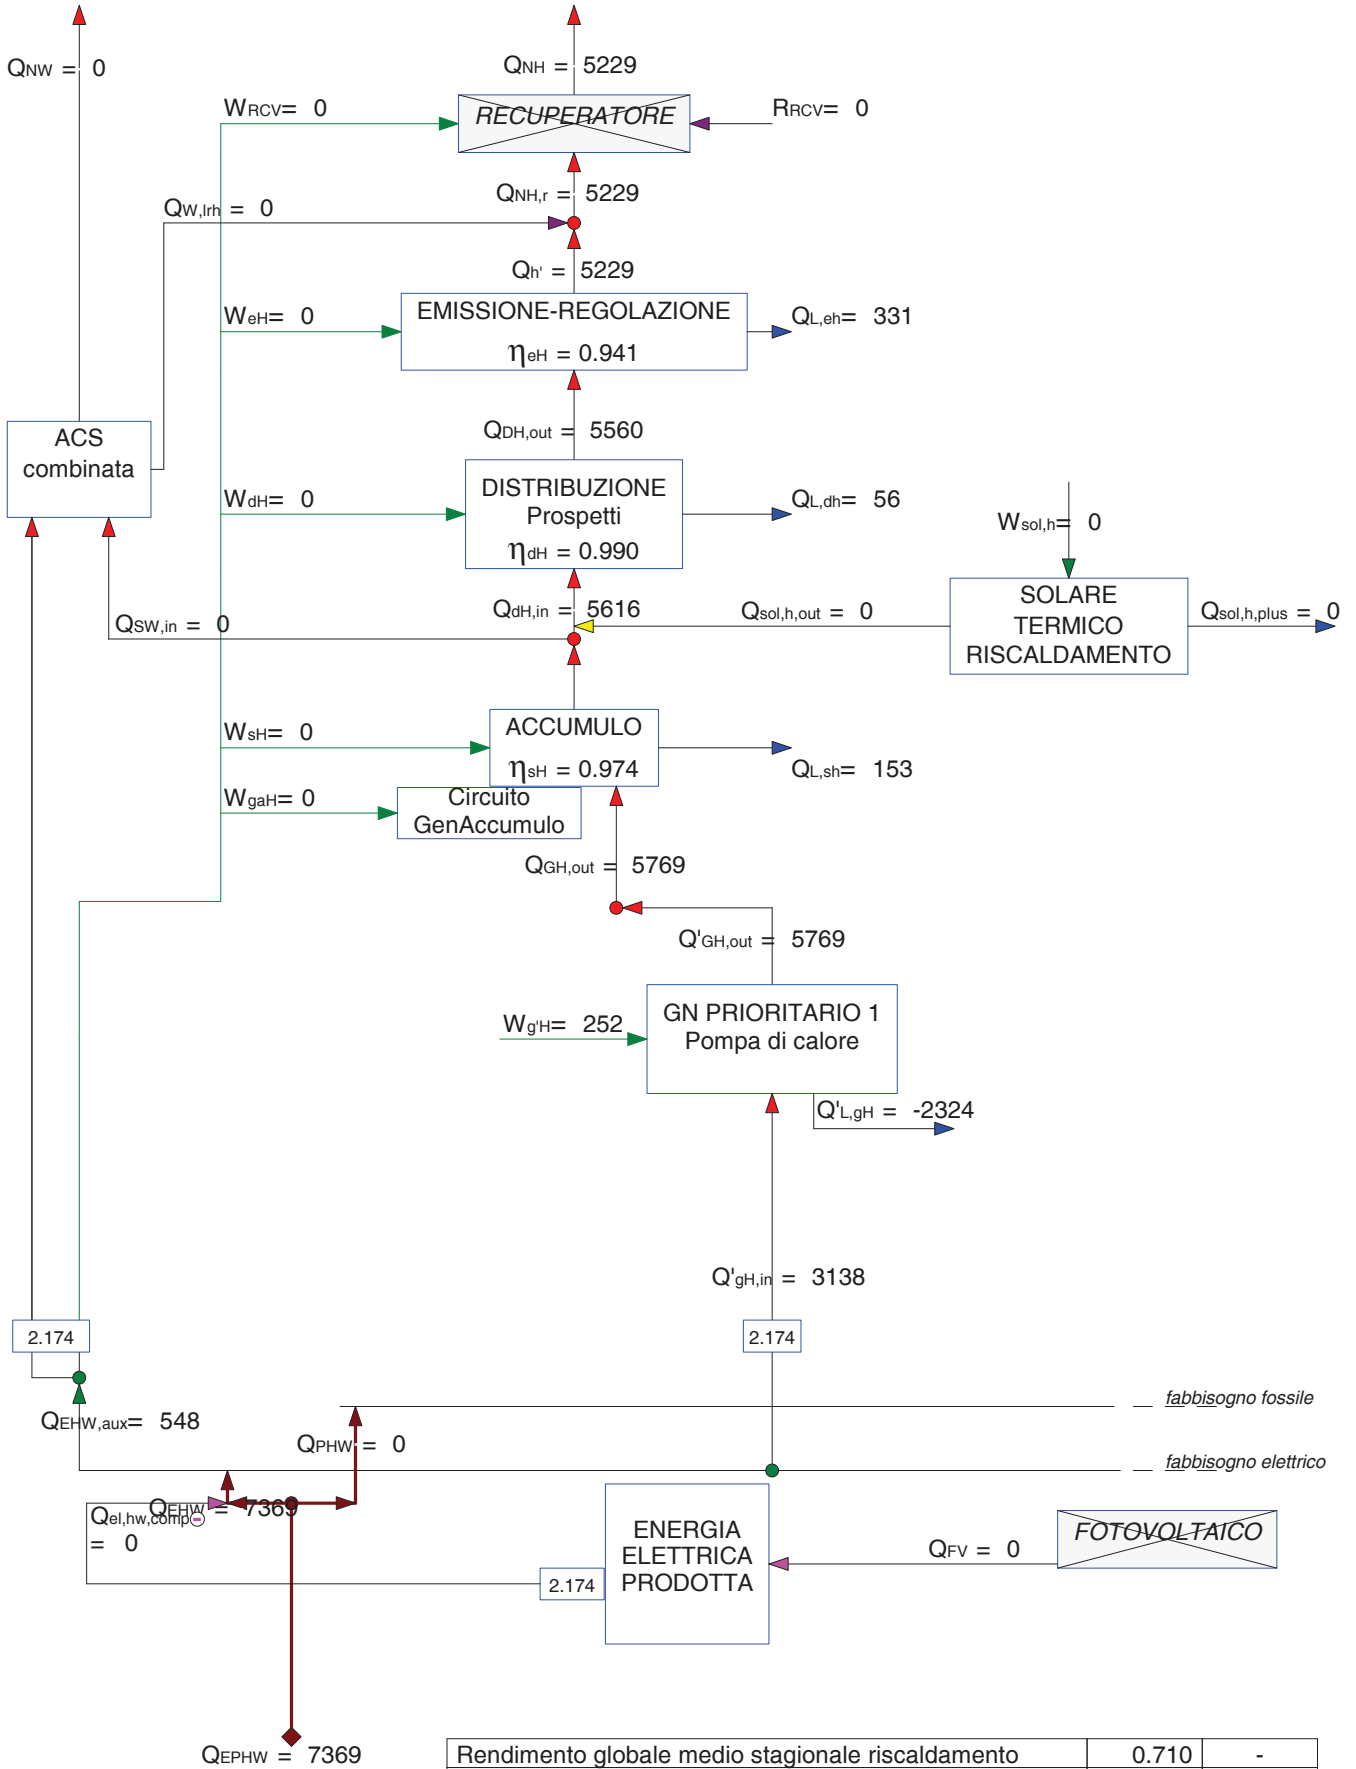 QNW = 0
QNH = 5229
WRCV= 0
RECUPERATORE
RRCV= 0
QNH,r = 5229
QW,lrh = 0
Qh' = 5229
WeH= 0
EMISSIONE-REGOLAZIONE
ηeH = 0.941
QL,eh= 331
QDH,out = 5560
ACS
combinata
WdH= 0
DISTRIBUZIONE
Prospetti
ηdH = 0.990
QL,dh= 56
Wsol,h= 0
QdH,in = 5616
QSW,in = 0
Qsol,h,out = 0
SOLARE
TERMICO
RISCALDAMENTO
Qsol,h,plus = 0
WsH= 0
ACCUMULO
ηsH = 0.974
QL,sh= 153
WgaH= 0
Circuito
GenAccumulo
QGH,out = 5769
Q'GH,out = 5769
Wg'H= 252
GN PRIORITARIO 1
Pompa di calore
Q'L,gH = -2324
Q'gH,in = 3138
2.174
2.174
fabbisogno fossile
QEHW,aux= 548
QPHW = 0
fabbisogno elettrico
QEHW = 7369
Qel,hw,comp
= 0
ENERGIA
ELETTRICA
PRODOTTA
2.174
QFV = 0
FOTOVOLTAICO
QEPHW = 7369
Rendimento globale medio stagionale riscaldamento 0.710 -